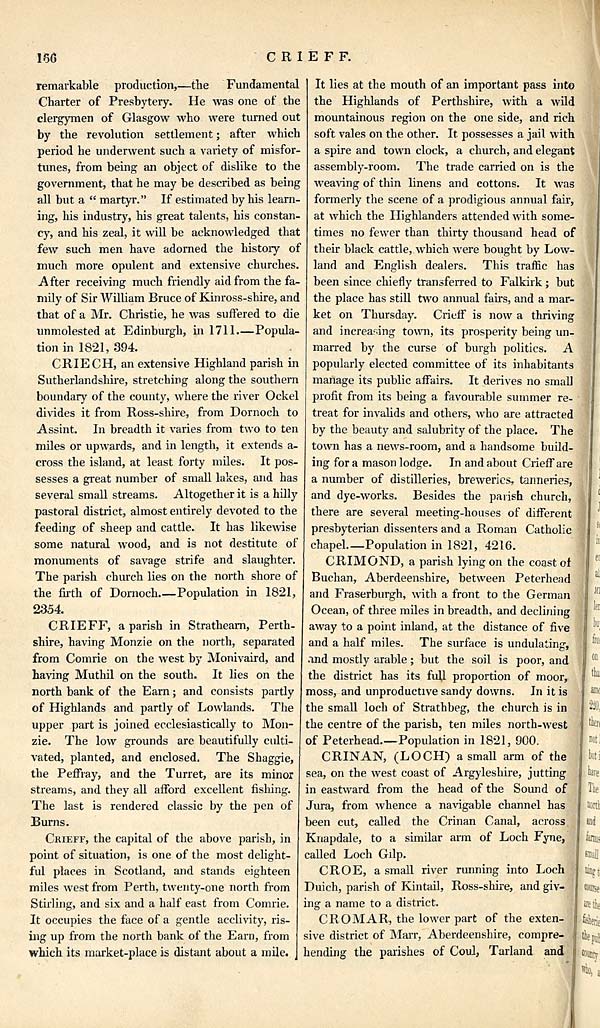 166
CRIEFF.
remarkable production,—the Fundamental
Charter of Presbytery. He was one of the
clergymen of Glasgow who were turned out
by the revolution settlement; after which
period he underwent such a variety of misfor-
tunes, from being an object of dislike to the
government, that he may be described as being
all but a “ martyr.” If estimated by his learn-
ing, his industry, his great talents, his constan-
cy, and his zeal, it will be acknowledged that
few such men have adorned the history of
much more opulent and extensive churches.
After receiving much friendly aid from the fa-
mily of Sir William Bruce of Kinross-shire, and
that of a Mr. Christie, he was suffered to die
unmolested at Edinburgh, in 1711.—Popula-
tion in 1821, 394.
CRIECH, an extensive Highland parish in
Sutherlandshire, stretching along the southern
boundary of the county, where the river Ockel
divides it from Ross-shire, from Dornoch to
Assint. In breadth it varies from two to ten
miles or upwards, and in length, it extends a-
cross the island, at least forty miles. It pos-
sesses a great number of small lakes, and has
several small streams. Altogether it is a hilly
pastoral district, almost entirely devoted to the
feeding of sheep and cattle. It has likewise
some natural wood, and is not destitute of
monuments of savage strife and slaughter.
The parish church lies on the north shore of
the firth of Dornoch.—Population in 1821,
2354.
CRIEFF, a parish in Strathearn, Perth-
shire, having Monzie on the north, separated
from Comrie on the west by Monivaird, and
having Muthil on the south. It lies on the
north bank of the Earn; and consists partly
of Highlands and partly of Lowlands. The
upper part is joined ecclesiastically to Mon-
zie. The low grounds are beautifully culti-
vated, planted, and enclosed. The Shaggie,
the Peffray, and the Turret, are its minor
streams, and they all afford excellent fishing.
The last is rendered classic by the pen of
Burns.
CRIEFF, the capital of the above parish, in
point of situation, is one of the most delight-
ful places in Scotland, and stands eighteen
miles west from Perth, twenty-one north from
Stirling, and six and a half east from Comrie.
It occupies the face of a gentle acclivity, ris-
ing up from the north bank of the Earn, from
which its market-place is distant about a mile.
It lies at the mouth of an important pass into
the Highlands of Perthshire, with a wild
mountainous region on the one side, and rich
soft vales on the other. It possesses a jail with
a spire and town clock, a church, and elegant
assembly-room. The trade carried on is the
weaving of thin linens and cottons. It was
formerly the scene of a prodigious annual fair,
at which the Highlanders attended with some-
times no fewer than thirty thousand head of
their black cattle, which were bought by Low-
land and English dealers. This traffic has
been since chiefly transferred to Falkirk; but
the place has still two annual fairs, and a mar-
ket on Thursday. Crieff is now a thriving
and increasing town, its prosperity being un-
marred by the curse of burgh politics. A
popularly elected committee of its inhabitants
manage its public affairs. It derives no small
profit from its being a favourable summer re-
treat for invalids and others, who are attracted
by the beauty and salubrity of the place. The
town has a news-room, and a handsome build-
ing for a mason lodge. In and about Crieff are
a number of distilleries, breweries, tanneries,
and dye-works. Besides the parish church,
there are several meeting-houses of different
presbyterian dissenters and a Roman Catholic
chapel.—Population in 1821, 4216.
CRIMOND, a parish lying on the coast of
Buchan, Aberdeenshire, between Peterhead
and Fraserburgh, with a front to the German
Ocean, of three miles in breadth, and declining
away to a point inland, at the distance of five
and a half miles. The surface is undulating,
and mostly arable; but the soil is poor, and
the district has its full proportion of moor,
moss, and unproductive sandy downs. In it is
the small loch of Strathbeg, the church is in
the centre of the parish, ten miles north-west
of Peterhead.—Population in 1821, 900.
CRINAN, (LOCH) a small arm of the
sea, on the west coast of Argyleshire, jutting
in eastward from the head of the Sound of
Jura, from whence a navigable channel has
been cut, called the Crinan Canal, across
Knapdale, to a similar arm of Loch Fyne,
called Loch Gilp.
CROE, a small river running into Loch
Duich, parish of Kintail, Ross-shire, and giv-
ing a name to a district.
CROMAR, the lower part of the exten-
sive district of Marr, Aberdeenshire, compre-
hending the parishes of Coul, Tarland and